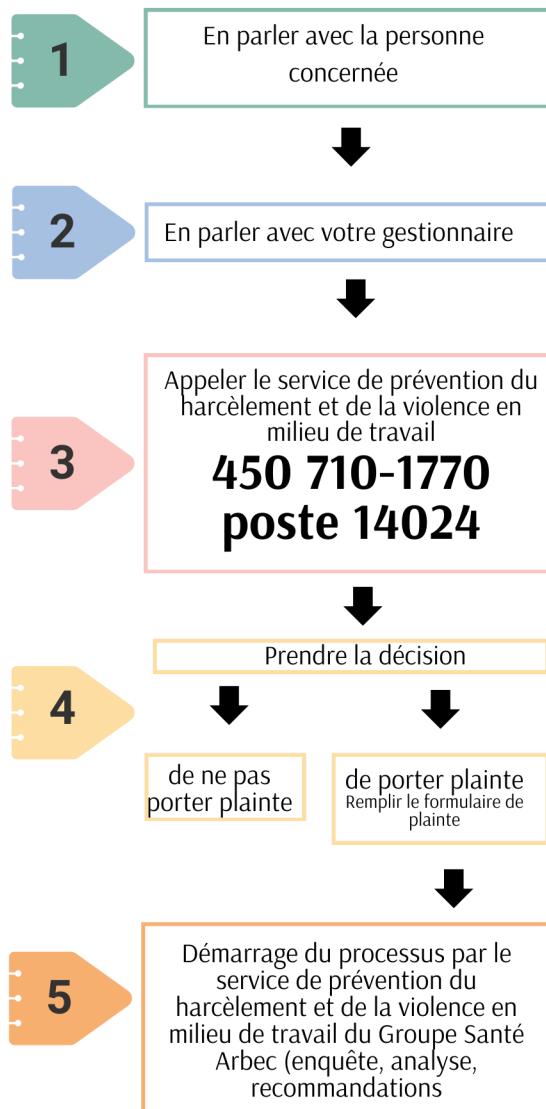 1
En parler avec la personne
concernée
2
En parler avec votre gestionnaire
3
Appeler le service de prévention du
harcèlement et de la violence en
milieu de travail
450 710-1770
poste 14024
4
Prendre la décision
de ne pas
porter plainte
de porter plainte
Remplir le formulaire de
plainte
5
Démarrage du processus par le
service de prévention du
harcèlement et de la violence en
milieu de travail du Groupe Santé
Arbec (enquête, analyse,
recommandations